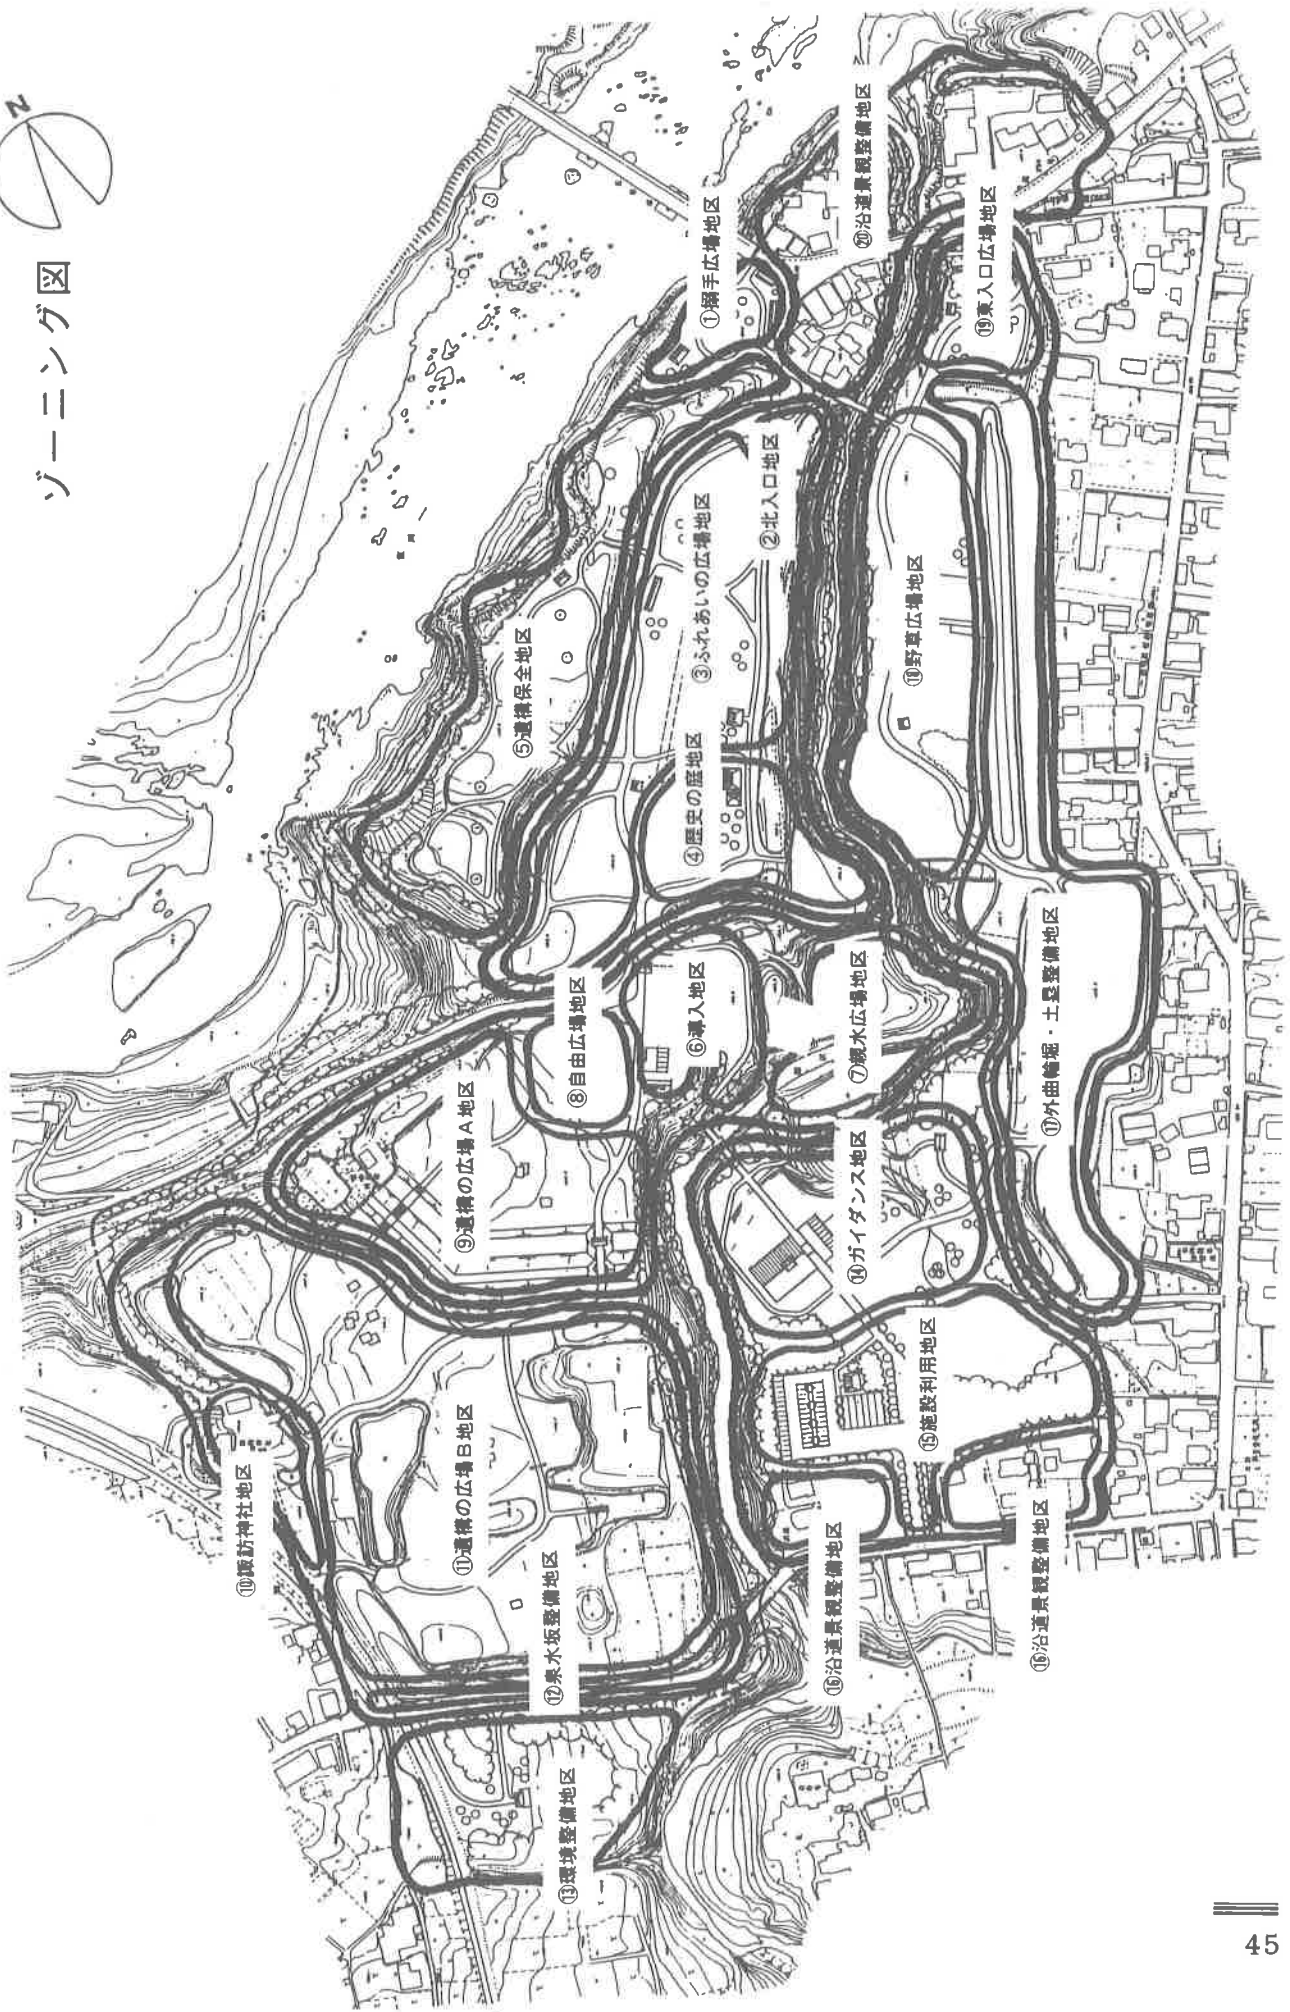 ゾーニング図
N
①搦手広場地区
②北入口地区
③ふれあいの広場地区
④歴史の庭地区
⑤遺構保全地区
⑥導入地区
⑦親水広場地区
⑧自由広場地区
⑨遺構の広場A地区
⑩諏訪神社地区
⑪遺構の広場B地区
⑫泉水坂整備地区
⑬環境整備地区
⑭ガイダンス地区
⑮施設利用地区
⑯沿道景観整備地区
⑯沿道景観整備地区
⑰外曲輪堀・土塁整備地区
⑱野草広場地区
⑲東入口広場地区
⑳沿道景観整備地区
45